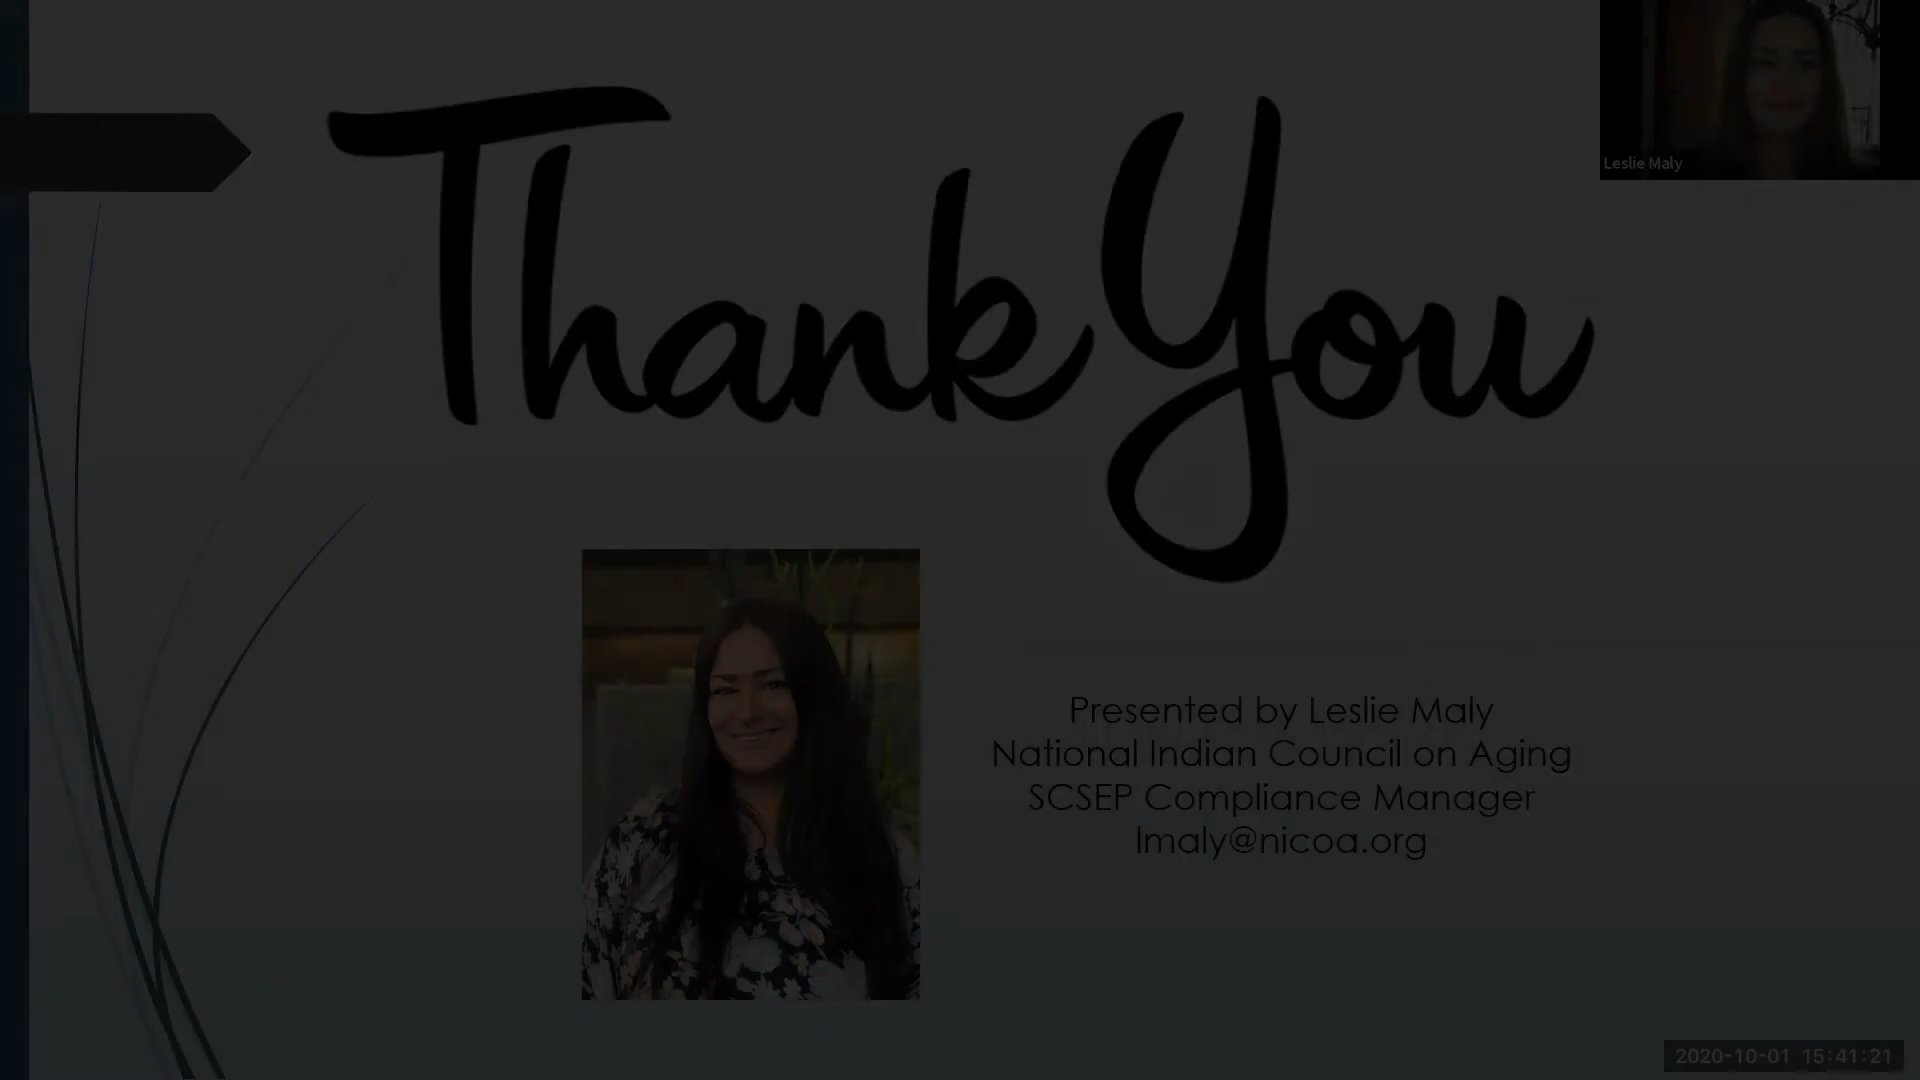 Leslie Maly
Thank You
Presented by Leslie Maly
National Indian Council on Aging
SCSEP Compliance Manager
lmaly@nicoa.org
2020-10-01 15:41:21